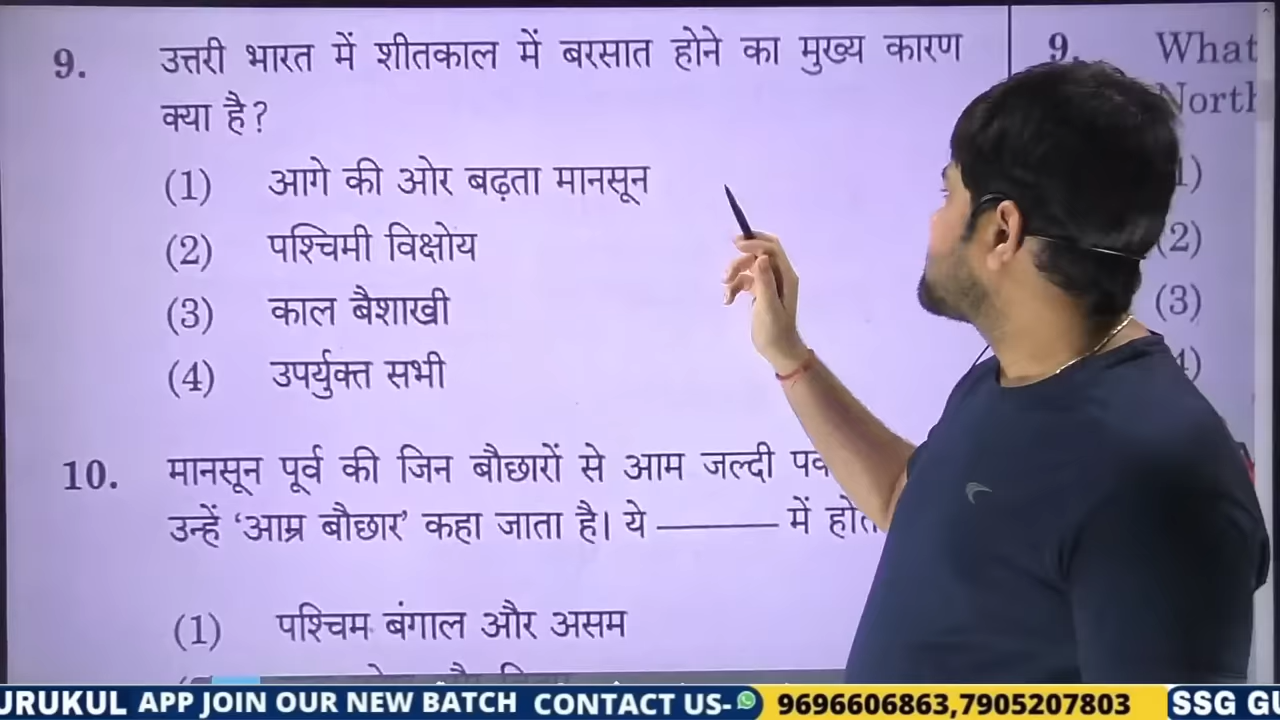 9. उत्तरी भारत में शीतकाल में बरसात होने का मुख्य कारण
क्या है?
(1) आगे की ओर बढ़ता मानसून
(2) पश्चिमी विक्षोय
(3) काल बैशाखी
(4) उपर्युक्त सभी
10. मानसून पूर्व की जिन बौछारों से आम जल्दी
उन्हें ‘आम्र बौछार’ कहा जाता है। ये ——— में
(1) पश्चिम बंगाल और असम
9. What
North
1)
(2)
(3)
4)
URUKUL APP JOIN OUR NEW BATCH CONTACT US- 9696606863,7905207803 SSG GU